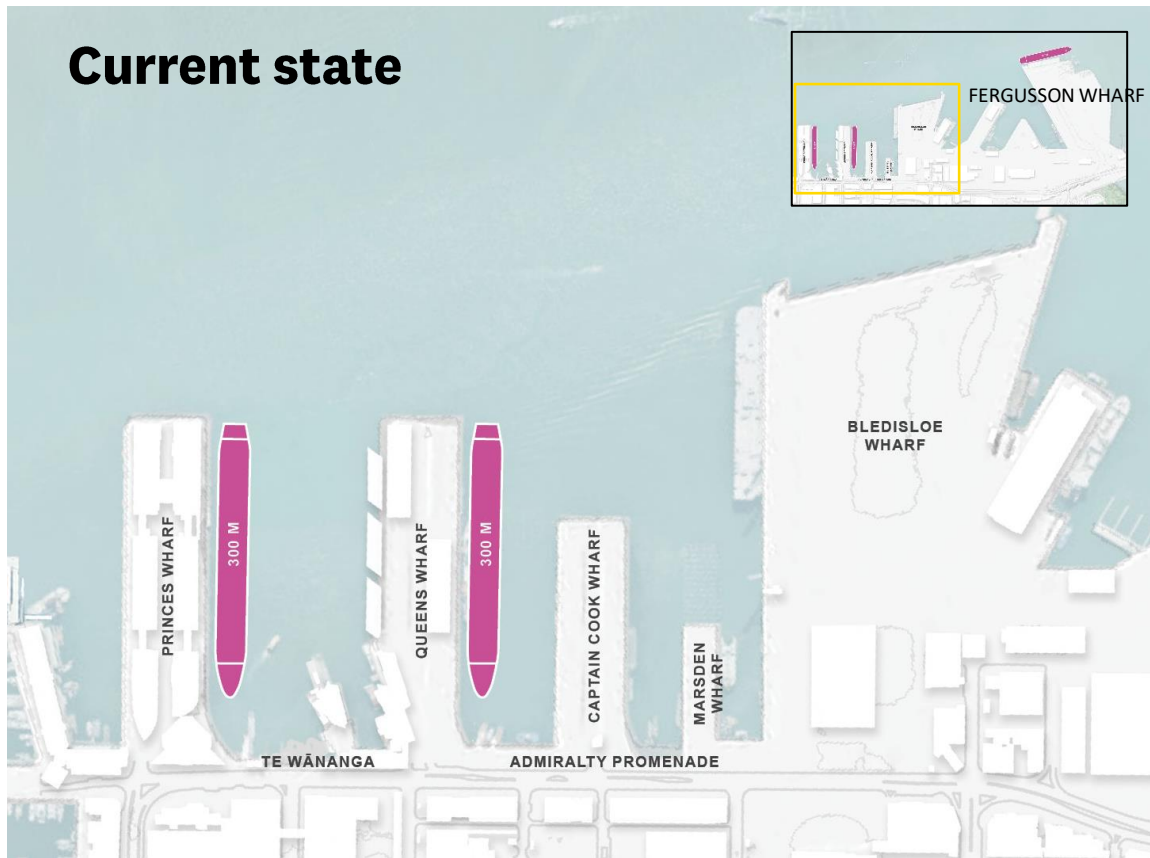 Current state
FERGUSSON WHARF
BLEDISLOE
WHARF
PRINCES WHARF
300 M
QUEENS WHARF
300 M
CAPTAIN COOK WHARF
MARSDEN
WHARF
TE WĀNANGA
ADMIRALTY PROMENADE